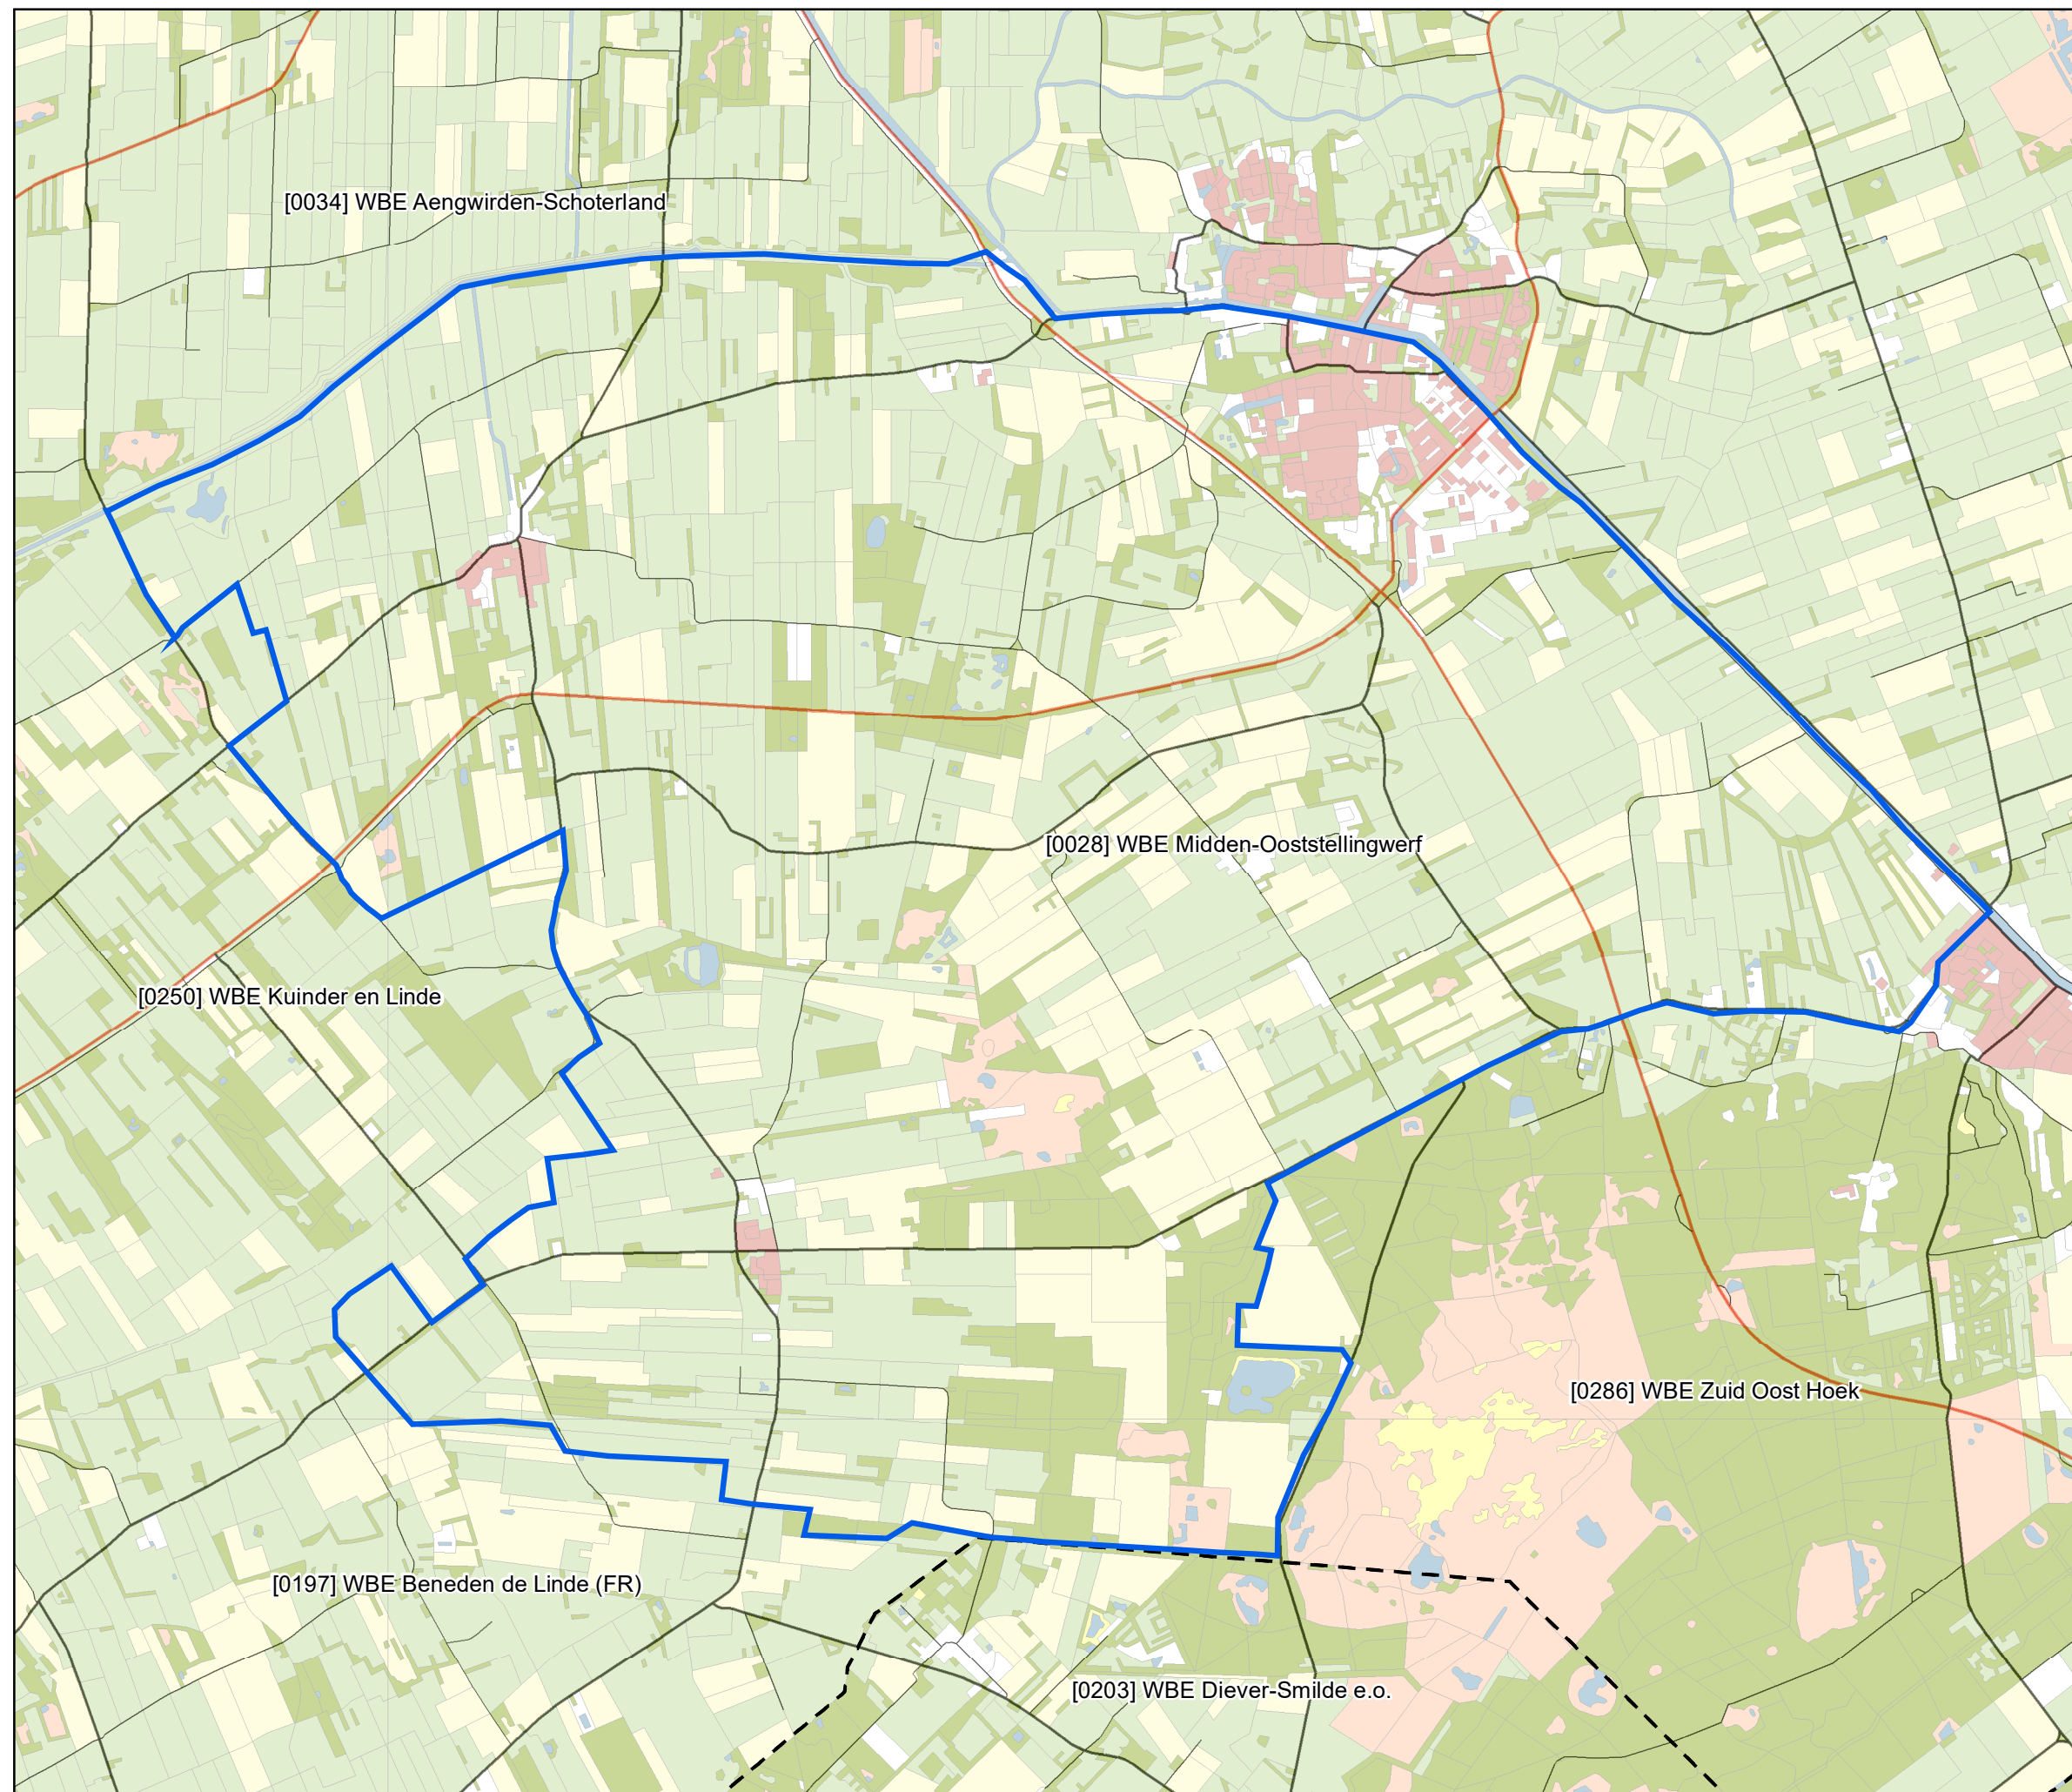 [0034] WBE Aengwirden-Schoterland
[0028] WBE Midden-Ooststellingwerf
[0250] WBE Kuinder en Linde
[0286] WBE Zuid Oost Hoek
[0197] WBE Beneden de Linde (FR)
[0203] WBE Diever-Smilde e.o.